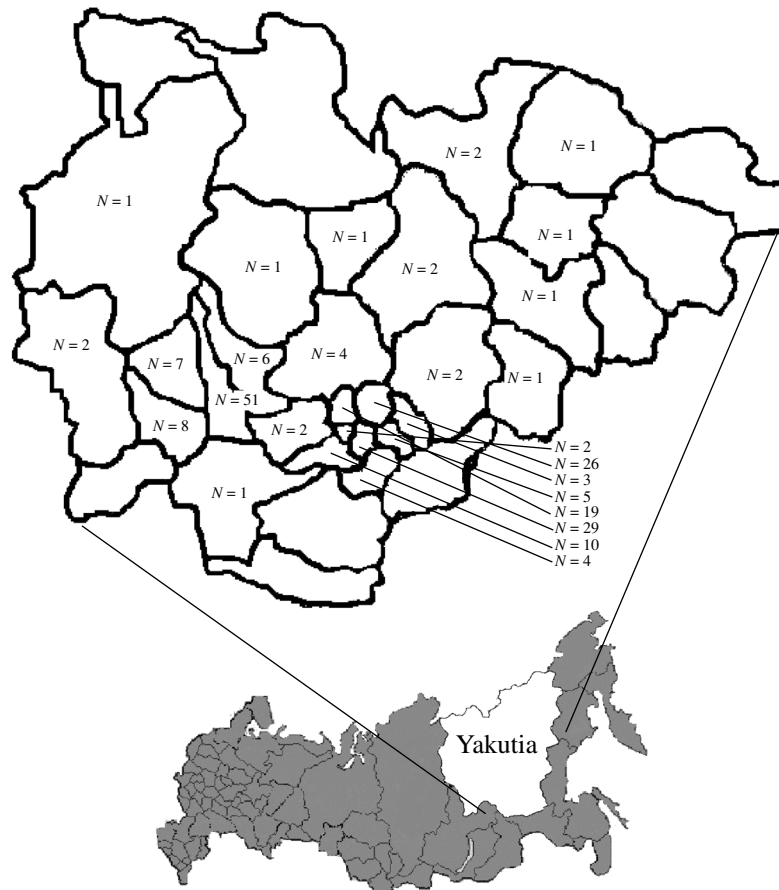 N = 2
N = 1
N = 1
N = 1
N = 1
N = 1
N = 2
N = 1
N = 2
N = 7
N = 6
N = 4
N = 2
N = 1
N = 51
N = 8
N = 2
N = 1
N = 2
N = 26
N = 3
N = 5
N = 19
N = 29
N = 10
N = 4
Yakutia